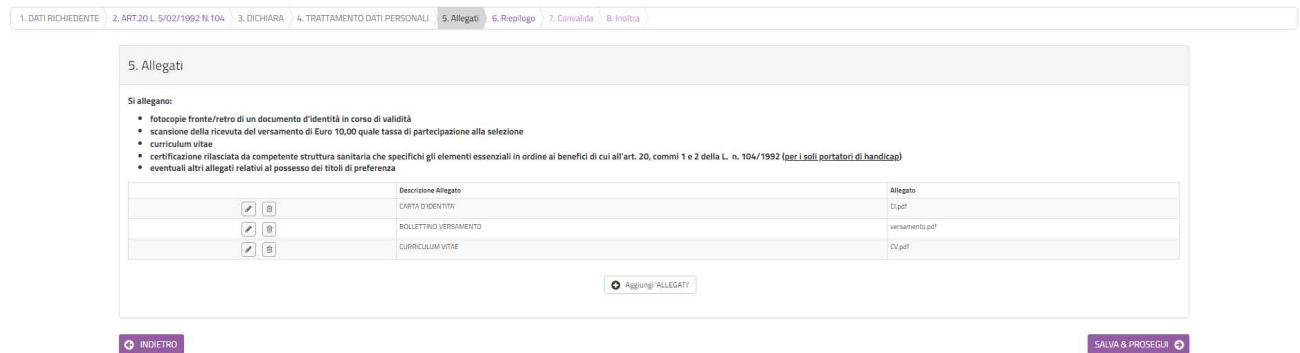 1. DATI RICHIEDENTE 2. ART.20 L. 5/02/1992 N.104 3. DICHIARA 4. TRATTAMENTO DATI PERSONALI 5. Allegati 6. Riepilogo 7. Convalida 8. Inoltra
5. Allegati
Si allegano:
fotocopie fronte/retro di un documento d'identità in corso di validità
scansione della ricevuta del versamento di Euro 10,00 quale tassa di partecipazione alla selezione
curriculum vitae
certificazione rilasciata da competente struttura sanitaria che specifichi gli elementi essenziali in ordine ai benefici di cui all'art. 20, commi 1 e 2 della L. n. 104/1992 (per i soli portatori di handicap)
eventuali altri allegati relativi al possesso dei titoli di preferenza
Descrizione Allegato Allegato
CARTA D'IDENTITA' CI.pdf
BOLLETTINO VERSAMENTO versamento.pdf
CURRICULUM VITAE CV.pdf
Aggiungi 'ALLEGATI'
INDIETRO SALVA & PROSEGUI